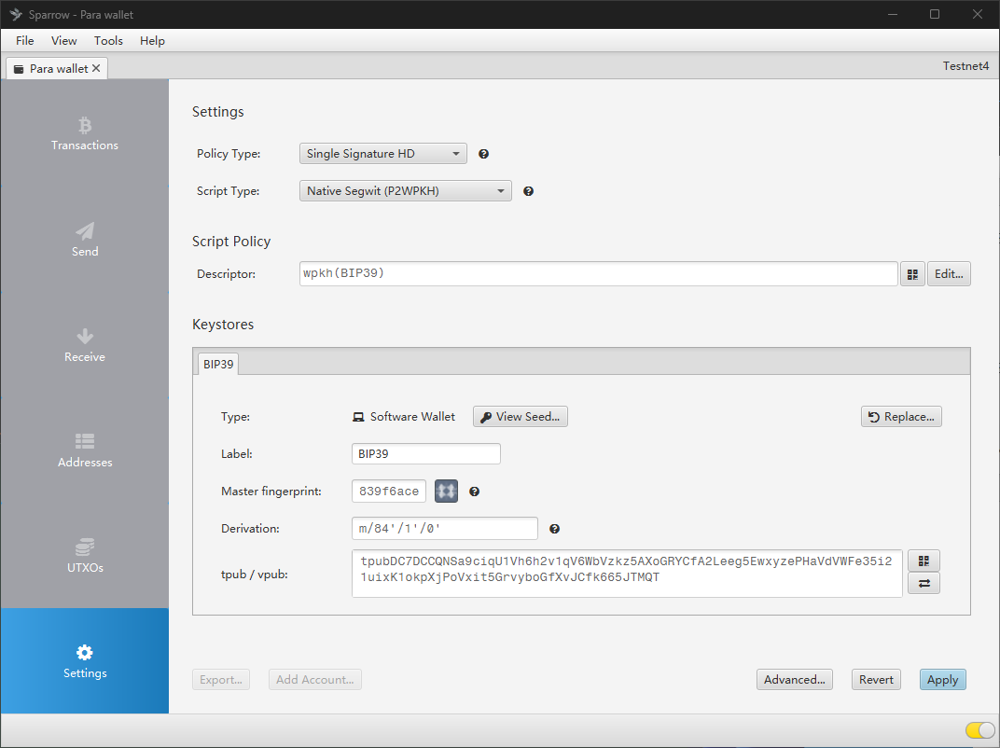 Sparrow - Para wallet
File View Tools Help
Para wallet
Testnet4
Transactions
Send
Receive
Addresses
UTXOs
Settings
Settings
Policy Type: Single Signature HD
Script Type: Native Segwit (P2WPKH)
Script Policy
Descriptor: wpkh(BIP39) Edit...
Keystores
BIP39
Type: Software Wallet View Seed... Replace...
Label: BIP39
Master fingerprint: 839f6ace
Derivation: m/84'/1'/0'
tpub / vpub: tpubDC7DCCQNSa9ciqU1Vh6h2v1qV6WbVzkz5AXoGRYCfA2Leeg5EwxyzePHaVdVWFe35i2
1uixK1okpXjPoVxit5GrvyboGfXvJCfk665JTMQT
Export... Add Account... Advanced... Revert Apply